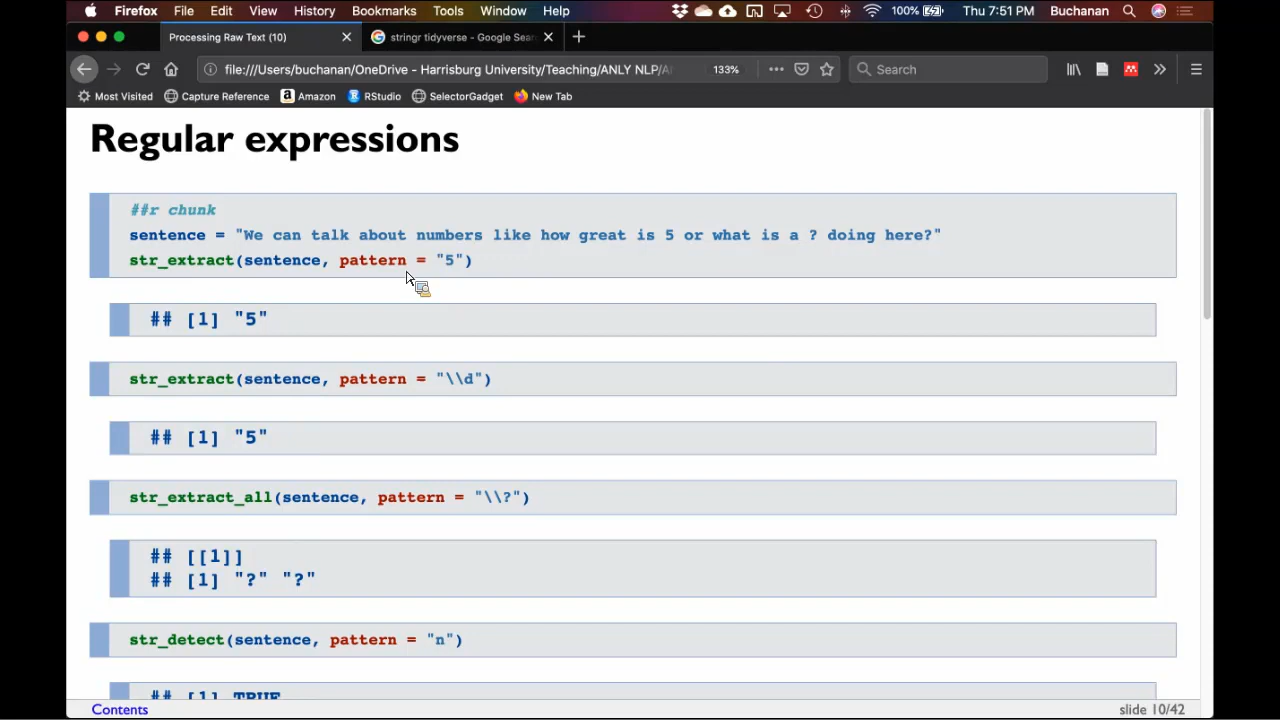 Firefox File Edit View History Bookmarks Tools Window Help 100% Thu 7:51 PM Buchanan
Processing Raw Text (10) stringr tidyverse - Google Sear
file:///Users/buchanan/OneDrive - Harrisburg University/Teaching/ANLY NLP/A 133% Search
Most Visited Capture Reference Amazon RStudio SelectorGadget New Tab
Regular expressions
##r chunk
sentence = "We can talk about numbers like how great is 5 or what is a ? doing here?"
str_extract(sentence, pattern = "5")
## [1] "5"
str_extract(sentence, pattern = "\\d")
## [1] "5"
str_extract_all(sentence, pattern = "\\?")
## [[1]]
## [1] "?" "?"
str_detect(sentence, pattern = "n")
## [1] TRUE
Contents slide 10/42